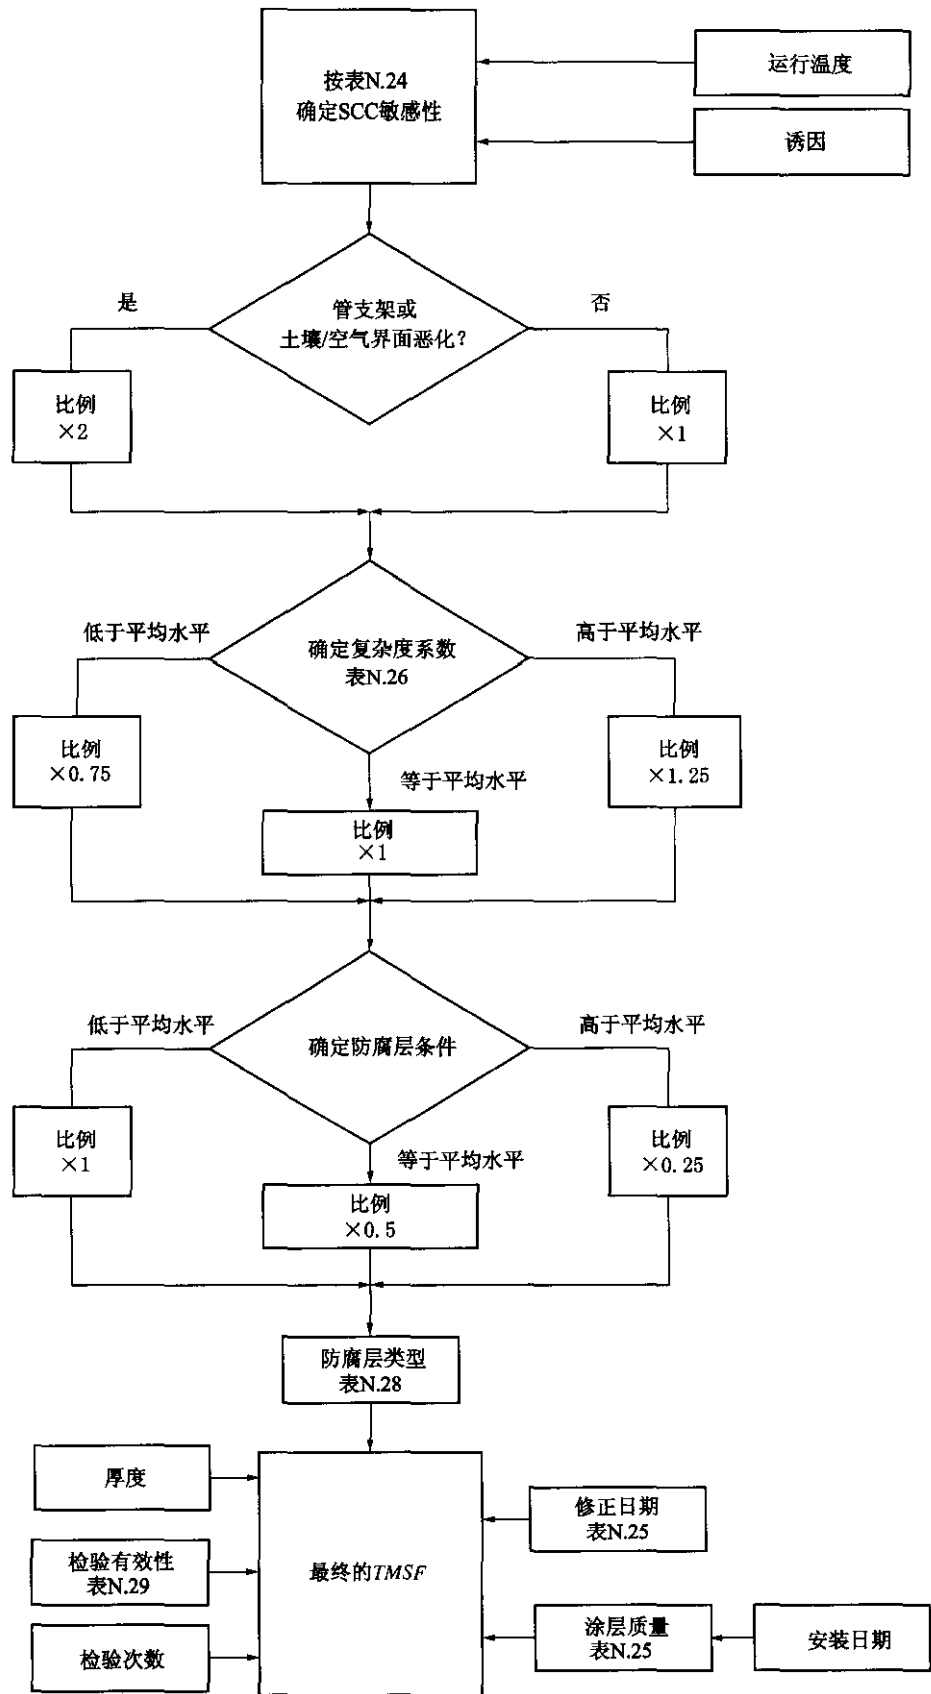 按表N.24
确定SCC敏感性
运行温度
诱因
管支架或
土壤/空气界面恶化?
是
否
比例
×2
比例
×1
确定复杂度系数
表N.26
低于平均水平
高于平均水平
比例
×0.75
等于平均水平
比例
×1.25
比例
×1
确定防腐层条件
低于平均水平
高于平均水平
比例
×1
等于平均水平
比例
×0.25
比例
×0.5
防腐层类型
表N.28
厚度
检验有效性
表N.29
检验次数
最终的TMSF
修正日期
表N.25
涂层质量
表N.25
安装日期